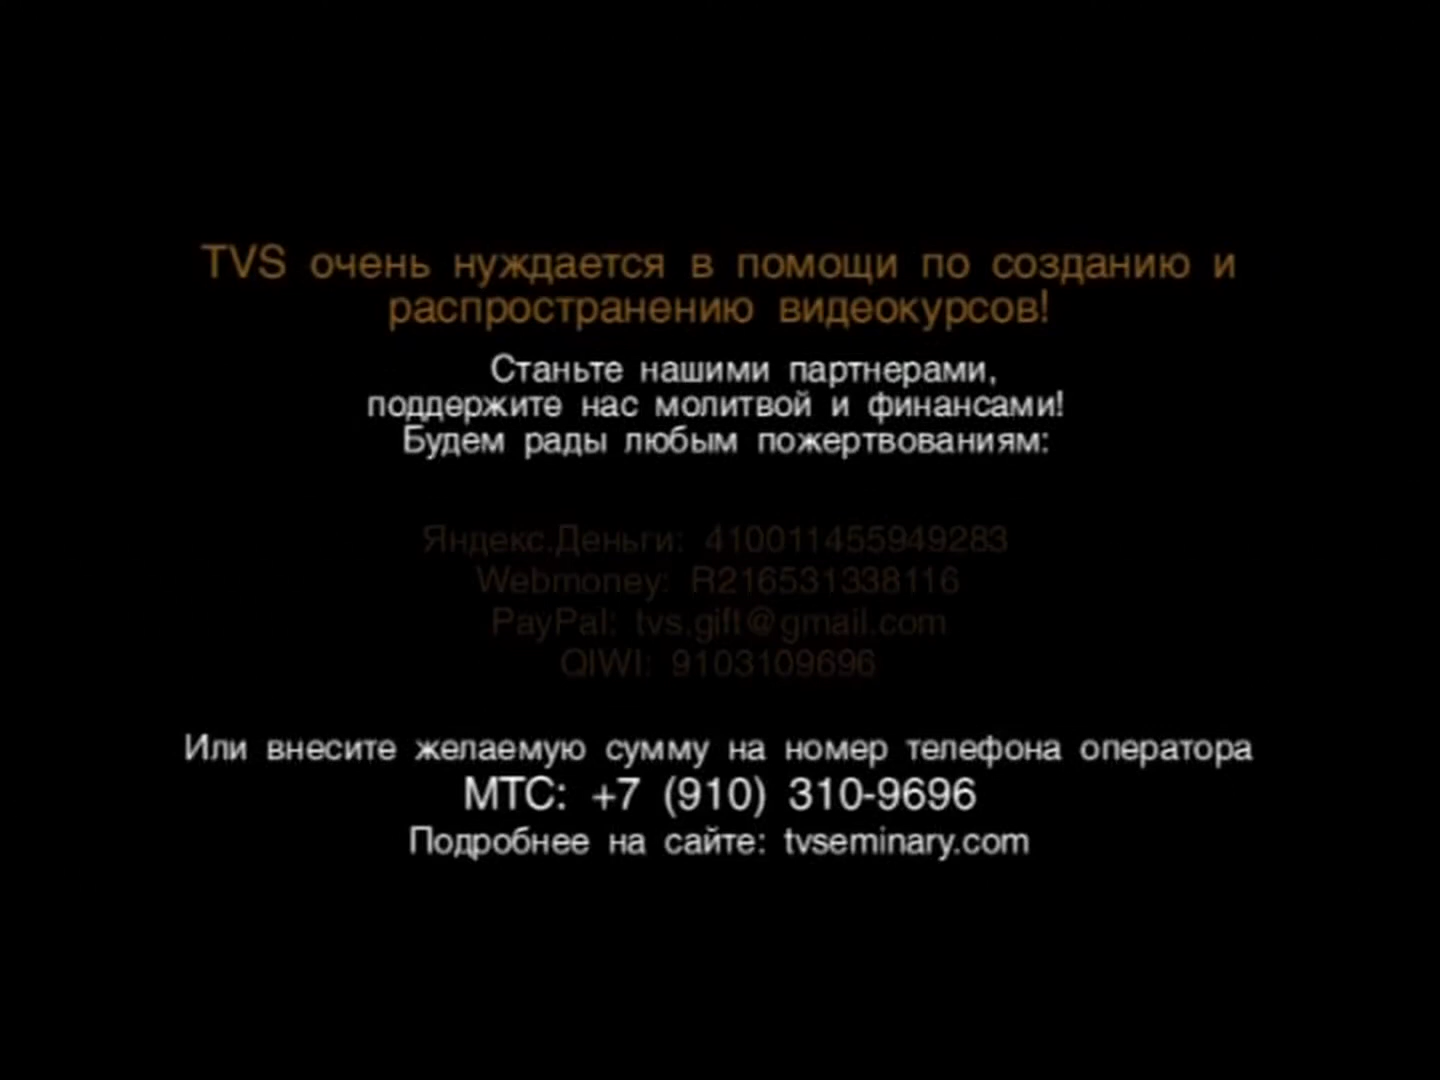 TVS очень нуждается в помощи по созданию и
распространению видеокурсов!
Станьте нашими партнерами,
поддержите нас молитвой и финансами!
Будем рады любым пожертвованиям:
Яндекс.Деньги: 410011455949283
Webmoney: R216531338116
PayPal: tvs.gift@gmail.com
QIWI: 9103109696
Или внесите желаемую сумму на номер телефона оператора
МТС: +7 (910) 310-9696
Подробнее на сайте: tvseminary.com